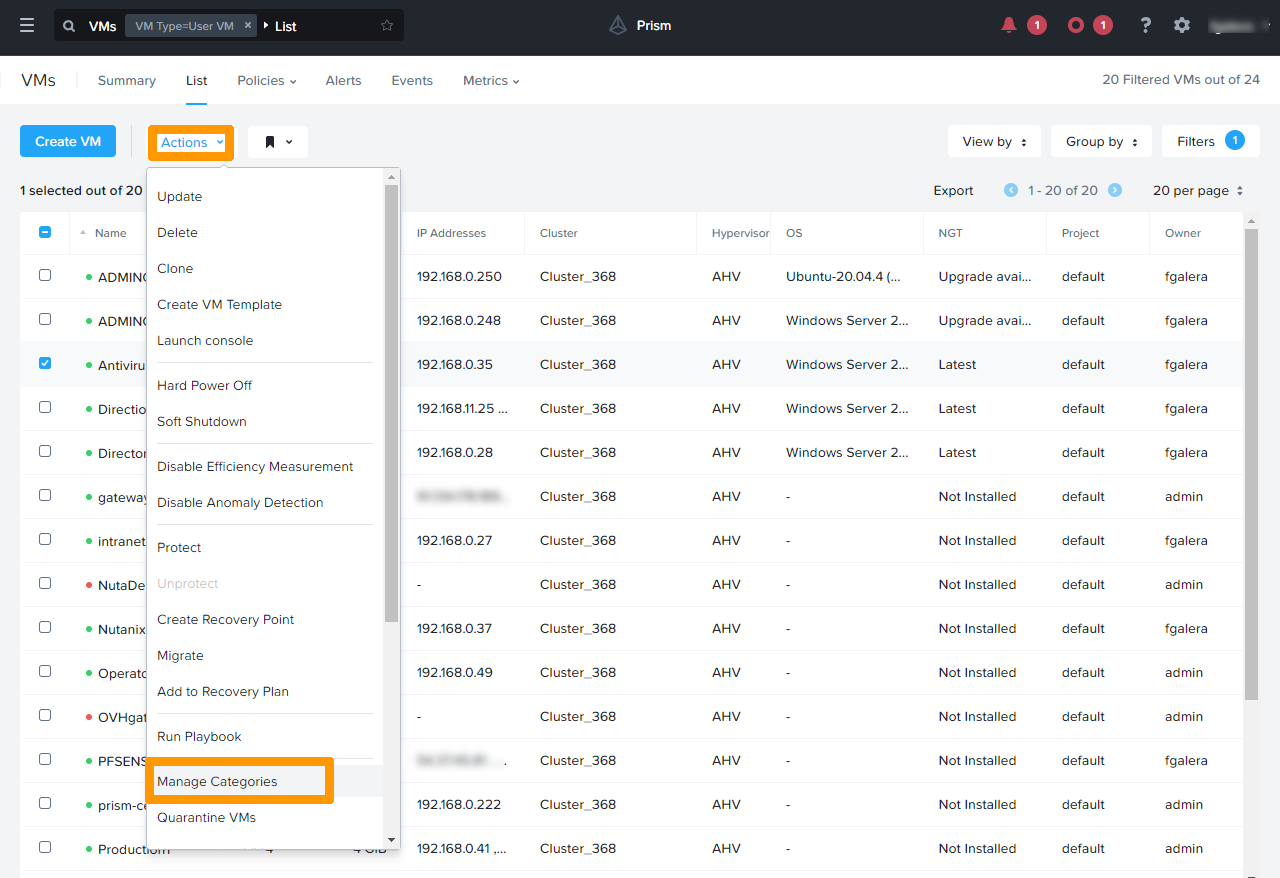 VMs VM Type=User VM × List Prism 1 1 ?
VMs Summary List Policies Alerts Events Metrics 20 Filtered VMs out of 24
Create VM Actions View by Group by Filters 1
1 selected out of 20 Export 1 - 20 of 20 20 per page
Name IP Addresses Cluster Hypervisor OS NGT Project Owner
ADMINC 192.168.0.250 Cluster_368 AHV Ubuntu-20.04.4 (... Upgrade avai... default fgalera
ADMINC 192.168.0.248 Cluster_368 AHV Windows Server 2... Upgrade avai... default fgalera
Antiviru 192.168.0.35 Cluster_368 AHV Windows Server 2... Latest default fgalera
Directio 192.168.11.25 ... Cluster_368 AHV Windows Server 2... Latest default fgalera
Director 192.168.0.28 Cluster_368 AHV Windows Server 2... Latest default fgalera
gateway Cluster_368 AHV - Not Installed default admin
intranet 192.168.0.27 Cluster_368 AHV - Not Installed default fgalera
NutaDe - Cluster_368 AHV - Not Installed default admin
Nutanix 192.168.0.37 Cluster_368 AHV - Not Installed default fgalera
Operato 192.168.0.49 Cluster_368 AHV - Not Installed default admin
OVHgat - Cluster_368 AHV - Not Installed default admin
PFSENS Cluster_368 AHV - Not Installed default fgalera
prism-ce 192.168.0.222 Cluster_368 AHV - Not Installed default admin
Production 4 GiB 192.168.0.41 ,... Cluster_368 AHV - Not Installed default admin
Update
Delete
Clone
Create VM Template
Launch console
Hard Power Off
Soft Shutdown
Disable Efficiency Measurement
Disable Anomaly Detection
Protect
Unprotect
Create Recovery Point
Migrate
Add to Recovery Plan
Run Playbook
Manage Categories
Quarantine VMs